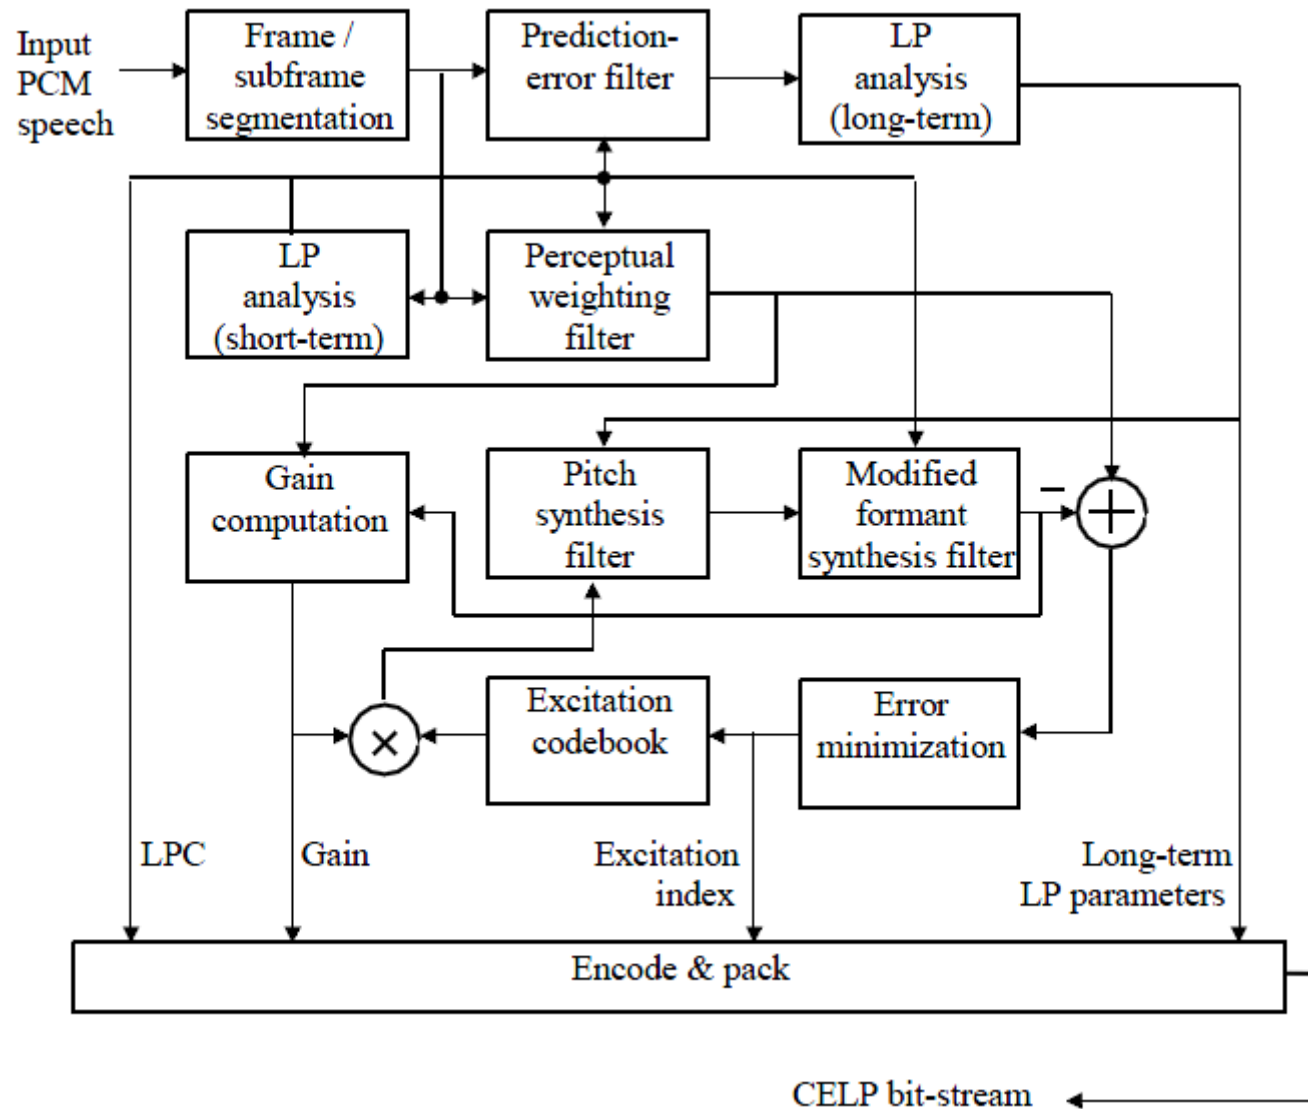 Input
PCM
speech
Frame /
subframe
segmentation
Prediction-
error filter
LP
analysis
(long-term)
LP
analysis
(short-term)
Perceptual
weighting
filter
Gain
computation
Pitch
synthesis
filter
Modified
formant
synthesis filter
−
+
×
Excitation
codebook
Error
minimization
LPC
Gain
Excitation
index
Long-term
LP parameters
Encode & pack
CELP bit-stream